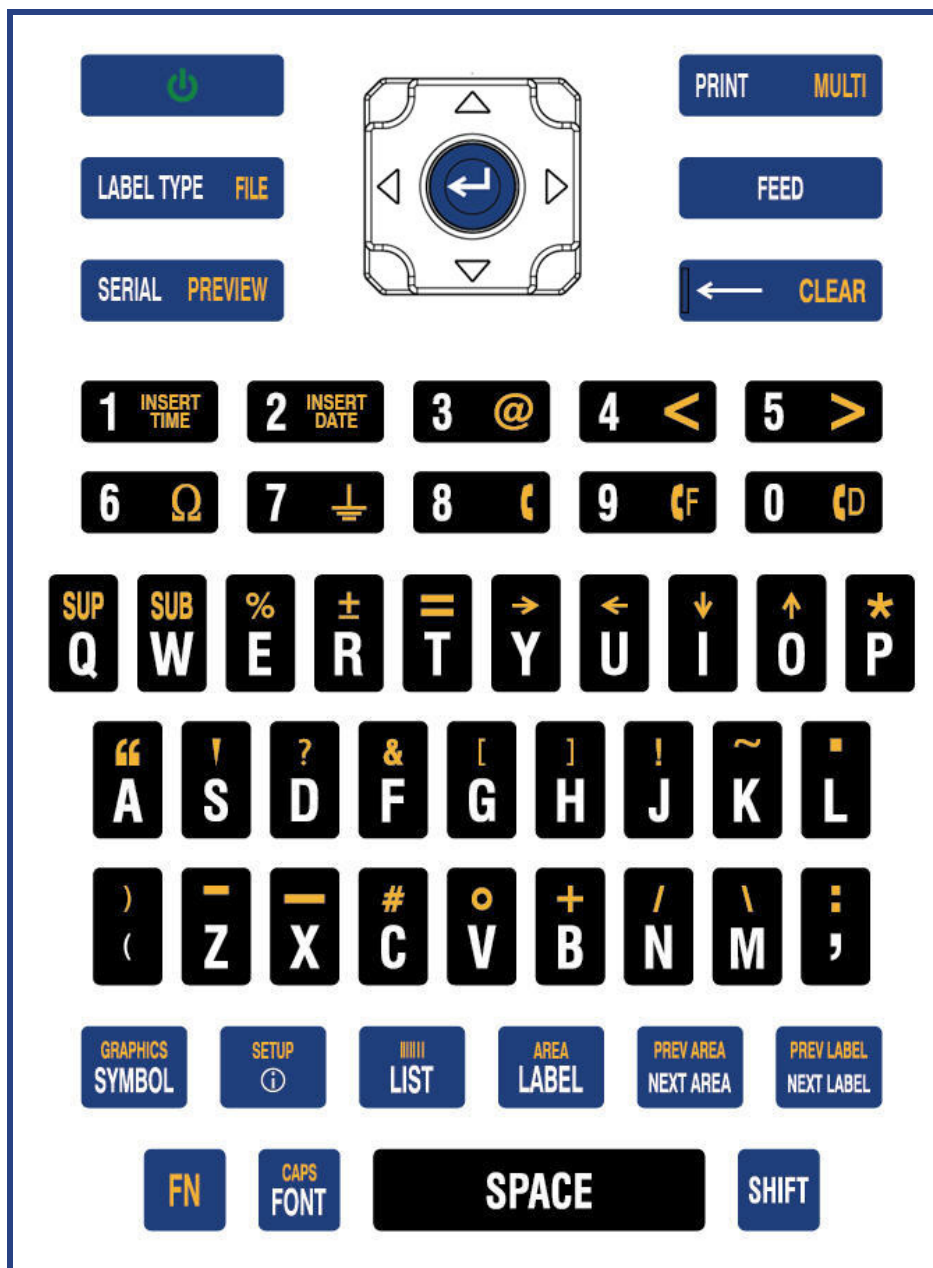 PRINT MULTI
LABEL TYPE FILE
FEED
SERIAL PREVIEW
← CLEAR
1 INSERT TIME 2 INSERT DATE 3 @ 4 < 5 >
6 Ω 7 ⏚ 8 9 F 0 D
SUP SUB % ± = → ← ↓ ↑ *
Q W E R T Y U I O P
“ ' ? & [ ] ! ~ .
A S D F G H J K L
) - — # ° + / \ :
( Z X C V B N M ,
GRAPHICS SETUP AREA PREV AREA PREV LABEL
SYMBOL ⓘ LIST LABEL NEXT AREA NEXT LABEL
CAPS
FN FONT SPACE SHIFT